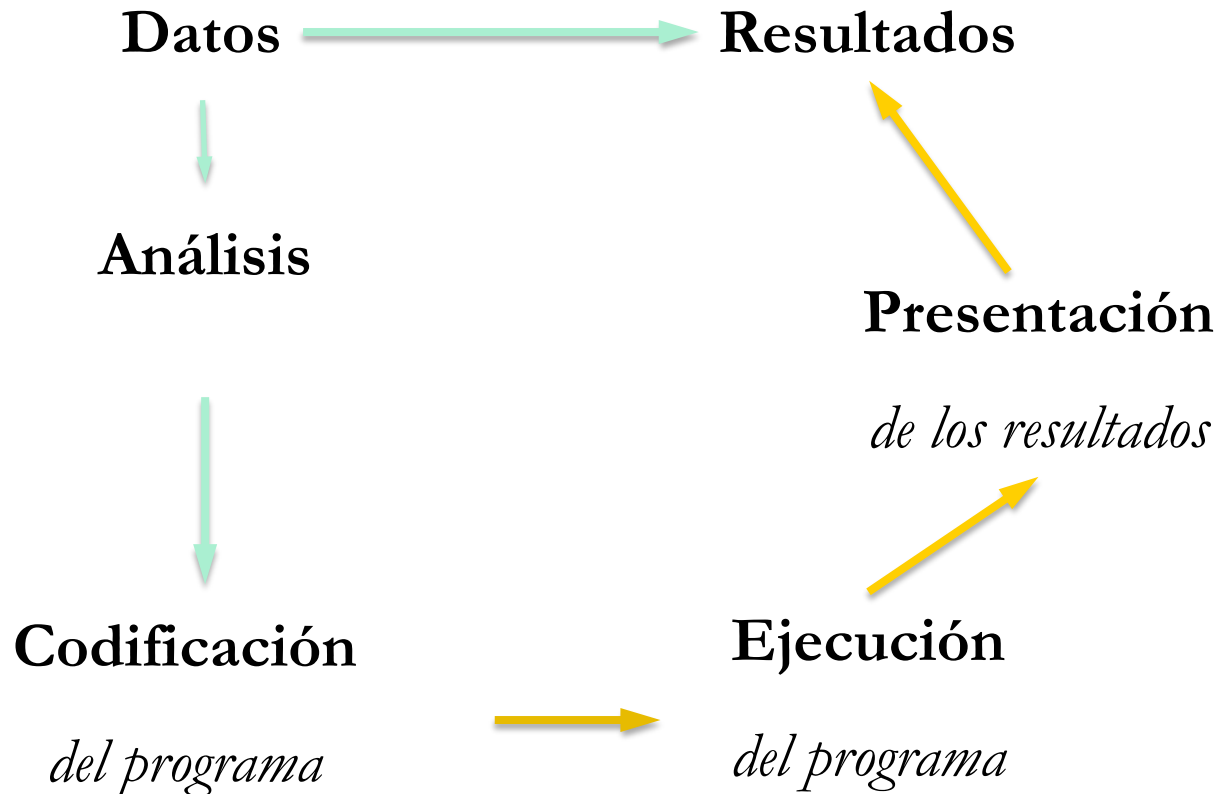 Datos
Resultados
Análisis
Presentación
de los resultados
Codificación
del programa
Ejecución
del programa